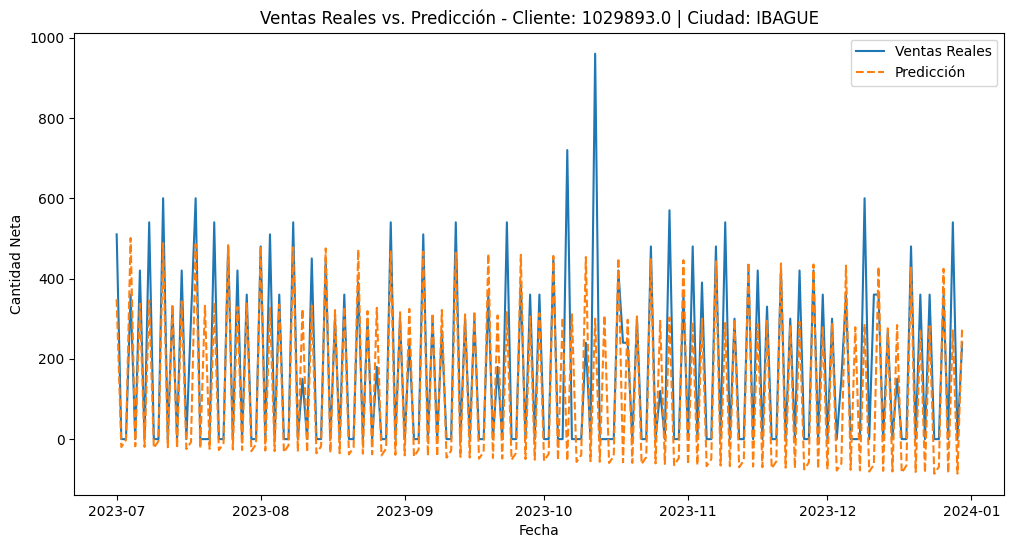 Ventas Reales vs. Predicción - Cliente: 1029893.0 | Ciudad: IBAGUE
Ventas Reales
Predicción
Cantidad Neta
1000
800
600
400
200
0
2023-07
2023-08
2023-09
2023-10
2023-11
2023-12
2024-01
Fecha